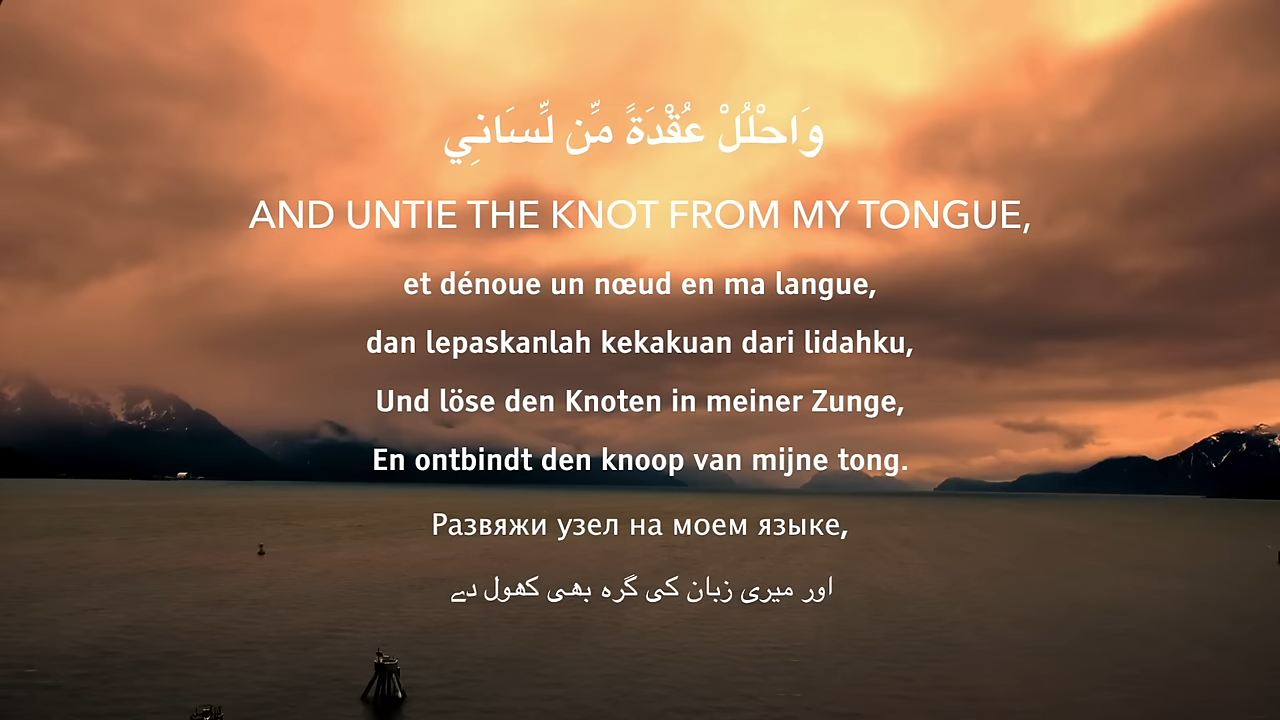 وَاحْلُلْ عُقْدَةً مِّن لِّسَانِي
AND UNTIE THE KNOT FROM MY TONGUE,
et dénoue un nœud en ma langue,
dan lepaskanlah kekakuan dari lidahku,
Und löse den Knoten in meiner Zunge,
En ontbindt den knoop van mijne tong.
Развяжи узел на моем языке,
اور میری زبان کی گره بھی کھول دے